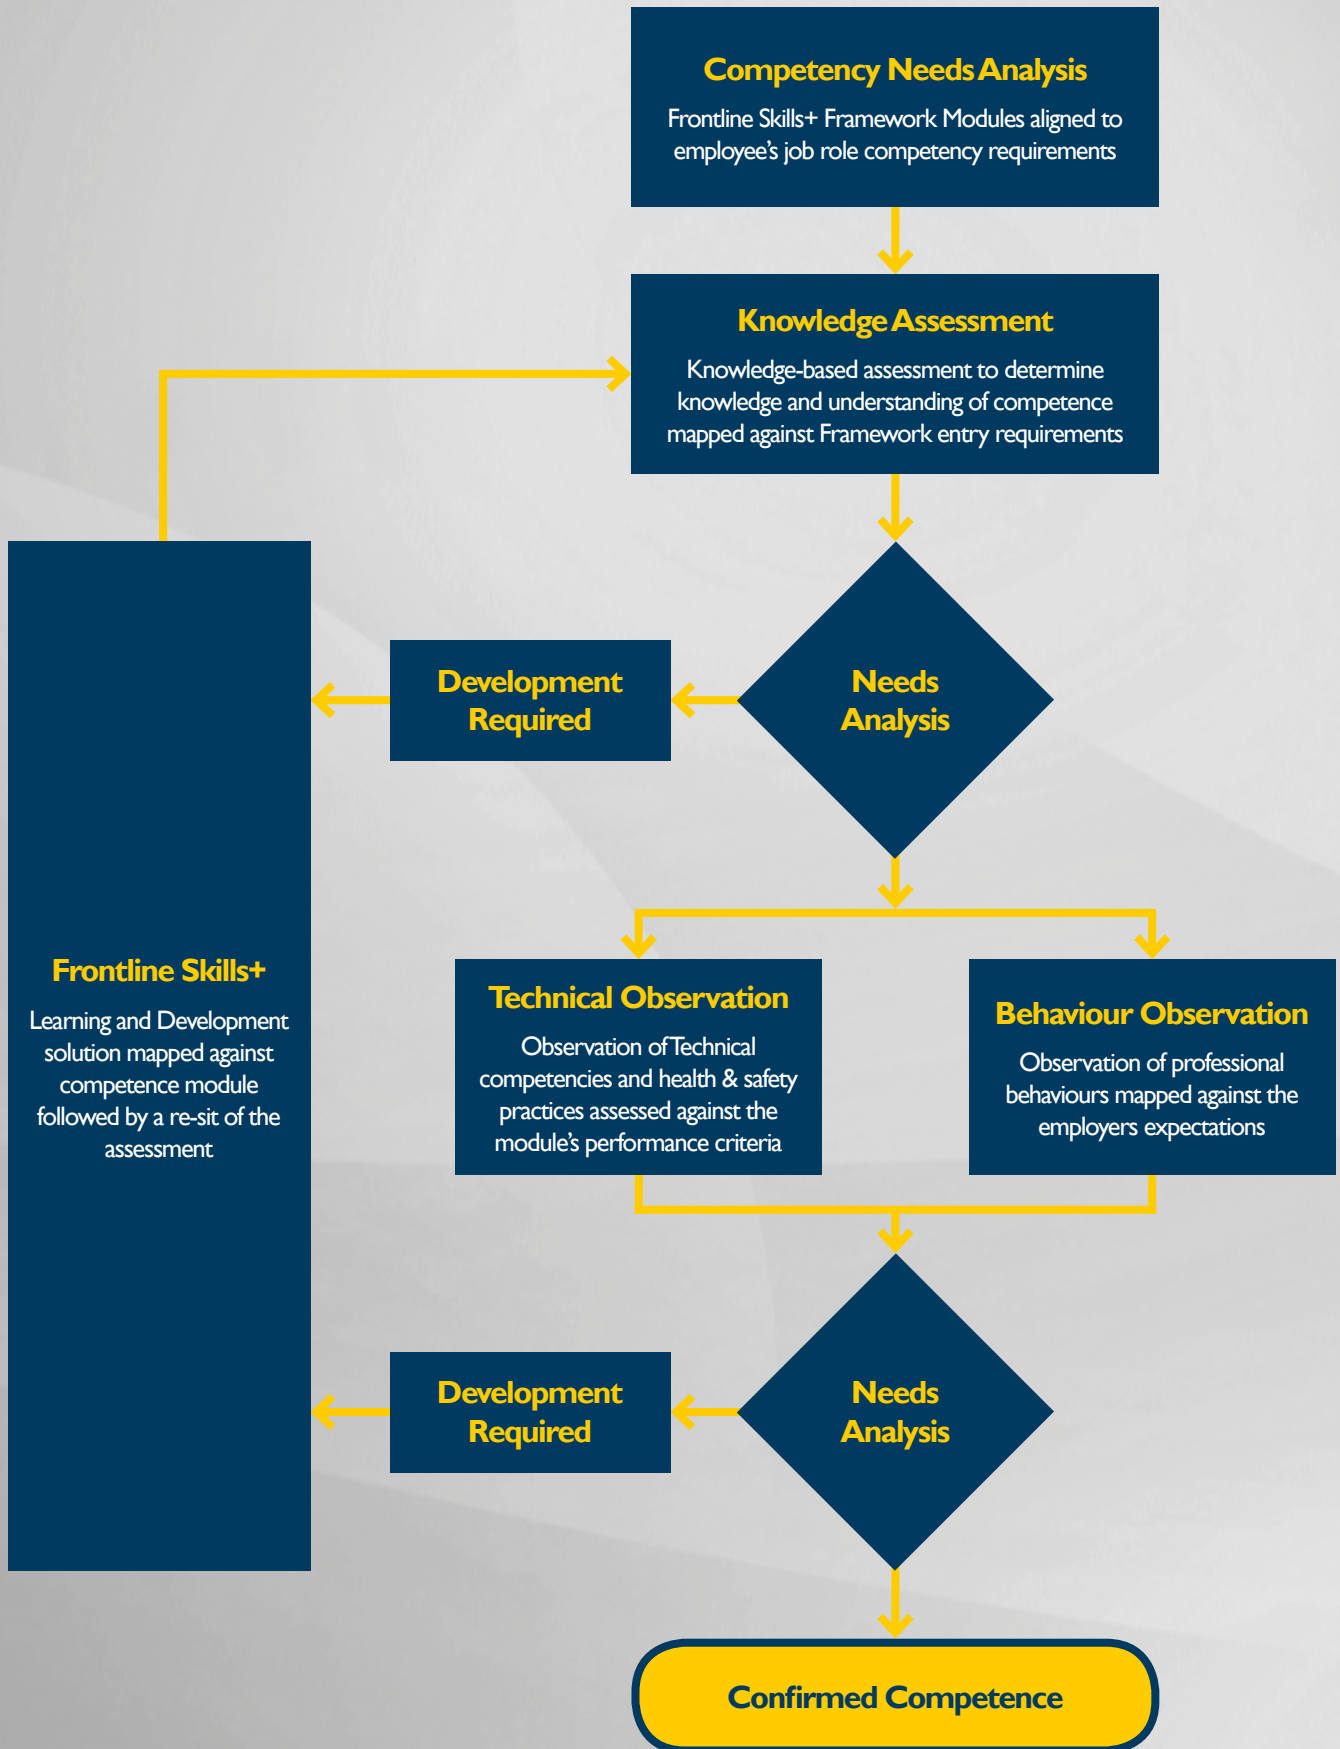 Competency Needs Analysis
Frontline Skills+ Framework Modules aligned to
employee's job role competency requirements
Knowledge Assessment
Knowledge-based assessment to determine
knowledge and understanding of competence
mapped against Framework entry requirements
Needs
Analysis
Development
Required
Frontline Skills+
Learning and Development
solution mapped against
competence module
followed by a re-sit of the
assessment
Technical Observation
Observation of Technical
competencies and health & safety
practices assessed against the
module's performance criteria
Behaviour Observation
Observation of professional
behaviours mapped against the
employers expectations
Needs
Analysis
Development
Required
Confirmed Competence